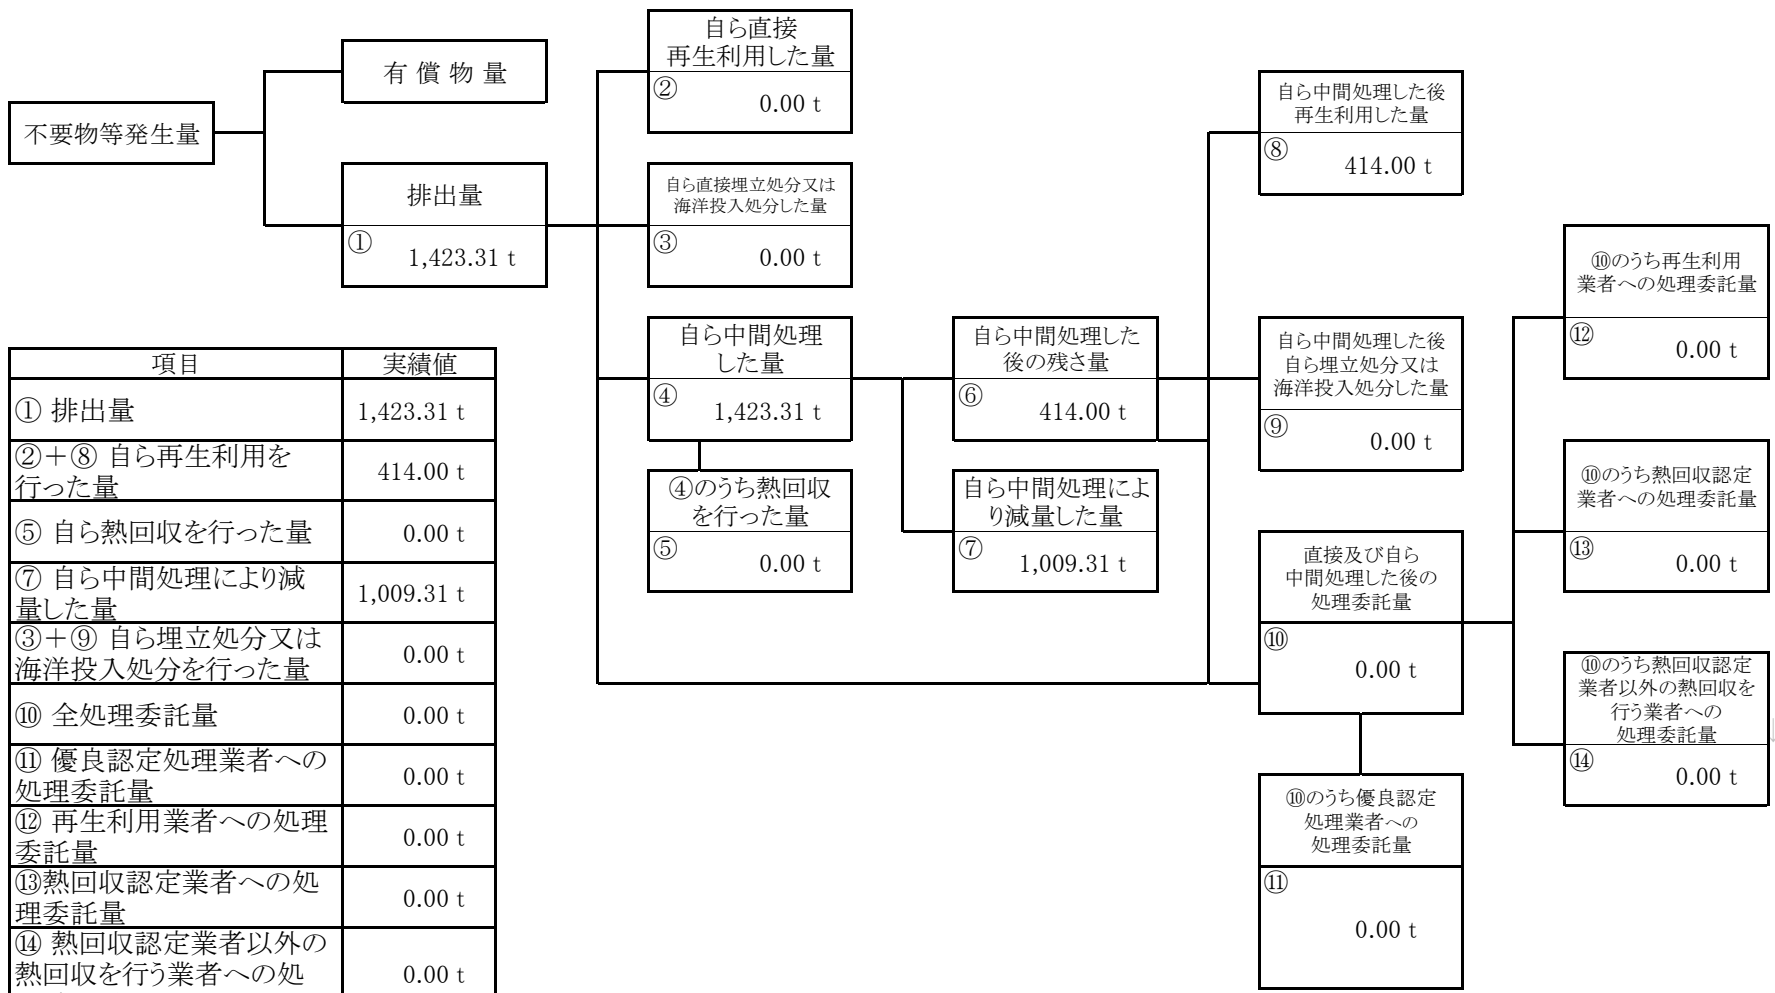 不要物等発生量
有償物量
排出量
①
1,423.31 t
自ら直接
再生利用した量
②
0.00 t
自ら直接埋立処分又は
海洋投入処分した量
③
0.00 t
自ら中間処理
した量
④
1,423.31 t
④のうち熱回収
を行った量
⑤
0.00 t
自ら中間処理した
後の残さ量
⑥
414.00 t
自ら中間処理によ
り減量した量
⑦
1,009.31 t
自ら中間処理した後
再生利用した量
⑧
414.00 t
自ら中間処理した後
自ら埋立処分又は
海洋投入処分した量
⑨
0.00 t
直接及び自ら
中間処理した後の
処理委託量
⑩
0.00 t
⑩のうち優良認定
処理業者への
処理委託量
⑪
0.00 t
⑩のうち再生利用
業者への処理委託量
⑫
0.00 t
⑩のうち熱回収認定
業者への処理委託量
⑬
0.00 t
⑩のうち熱回収認定
業者以外の熱回収を
行う業者への
処理委託量
⑭
0.00 t
項目 実績値
① 排出量 1,423.31 t
②＋⑧ 自ら再生利用を
行った量 414.00 t
⑤ 自ら熱回収を行った量 0.00 t
⑦ 自ら中間処理により減
量した量 1,009.31 t
③＋⑨ 自ら埋立処分又は
海洋投入処分を行った量 0.00 t
⑩ 全処理委託量 0.00 t
⑪ 優良認定処理業者への
処理委託量 0.00 t
⑫ 再生利用業者への処理
委託量 0.00 t
⑬熱回収認定業者への処
理委託量 0.00 t
⑭ 熱回収認定業者以外の
熱回収を行う業者への処 0.00 t